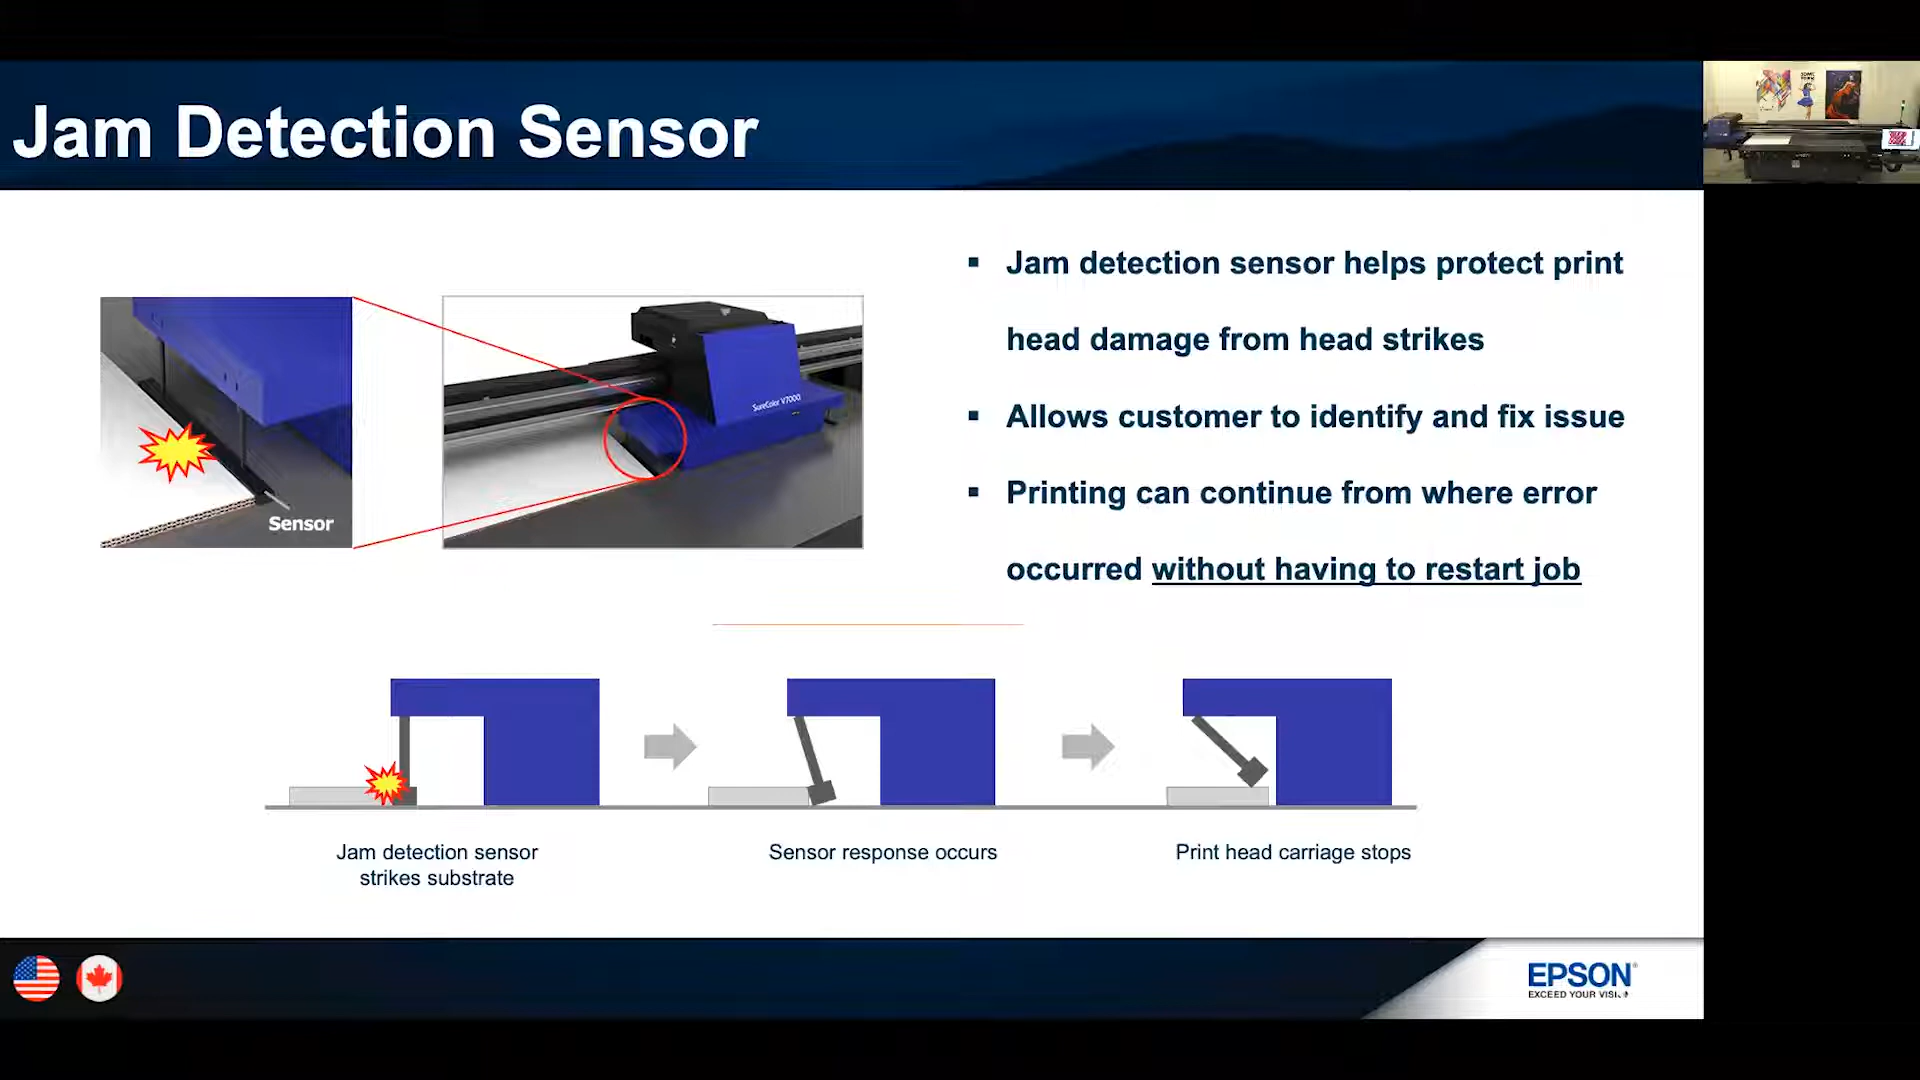 Jam Detection Sensor
Sensor
SureColor V7000
▪ Jam detection sensor helps protect print
head damage from head strikes
▪ Allows customer to identify and fix issue
▪ Printing can continue from where error
occurred without having to restart job
Jam detection sensor
strikes substrate
Sensor response occurs
Print head carriage stops
EPSON®
EXCEED YOUR VISION